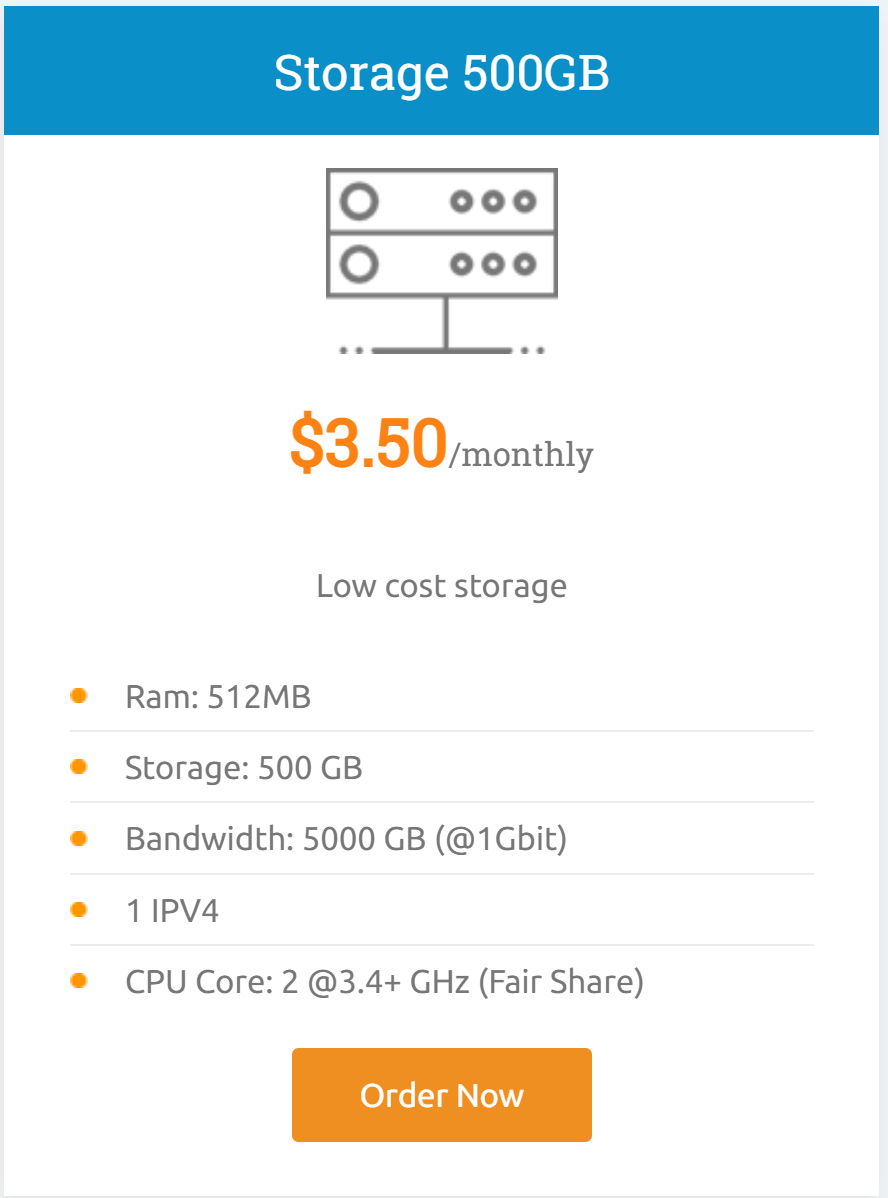 Storage 500GB
$3.50/monthly
Low cost storage
Ram: 512MB
Storage: 500 GB
Bandwidth: 5000 GB (@1Gbit)
1 IPV4
CPU Core: 2 @3.4+ GHz (Fair Share)
Order Now